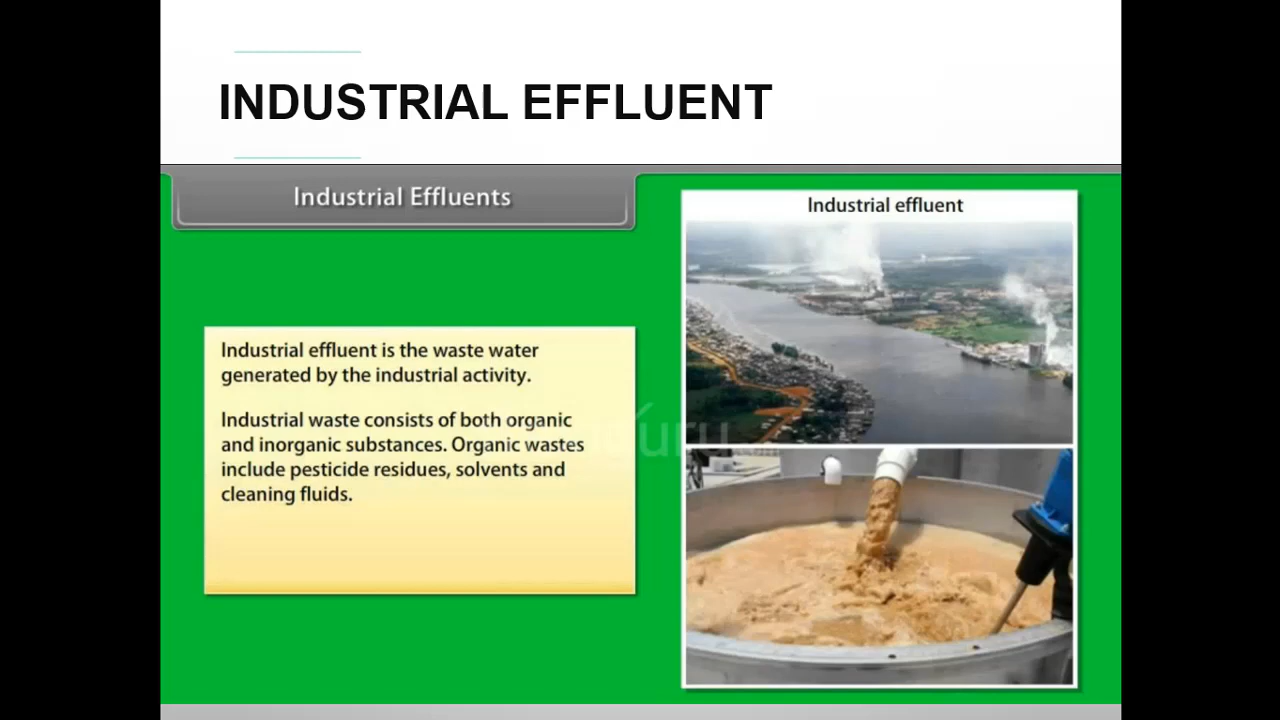 INDUSTRIAL EFFLUENT
Industrial Effluents
Industrial effluent
Industrial effluent is the waste water
generated by the industrial activity.
Industrial waste consists of both organic
and inorganic substances. Organic wastes
include pesticide residues, solvents and
cleaning fluids.